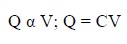 Q α V; Q = CV